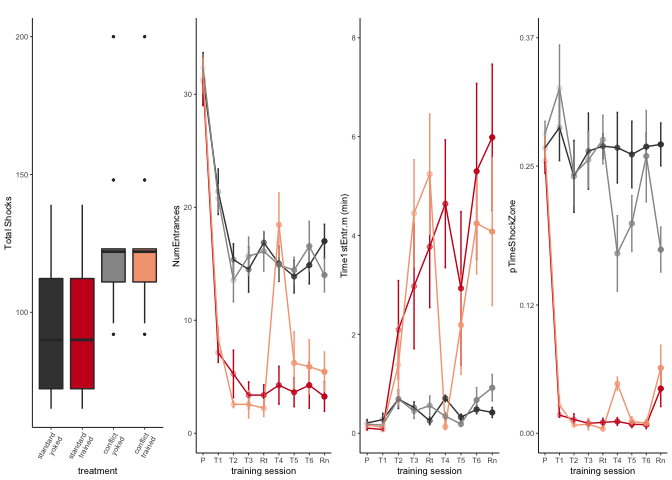 Total Shocks
200
150
100
standard
yoked
standard
trained
conflict
yoked
conflict
trained
treatment
NumEntrances
30
20
10
0
P T1 T2 T3 Rt T4 T5 T6 Rn
training session
Time1stEntr.m (min)
8
6
4
2
0
P T1 T2 T3 Rt T4 T5 T6 Rn
training session
pTimeShockZone
0.37
0.25
0.12
0.00
P T1 T2 T3 Rt T4 T5 T6 Rn
training session